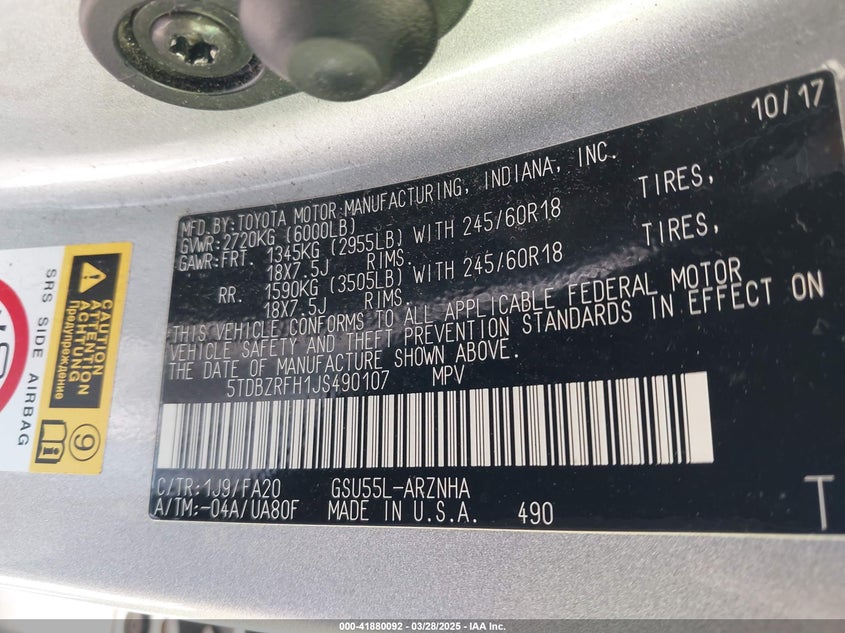 10/17
MFD.BY:TOYOTA MOTOR MANUFACTURING, INDIANA, INC.
GVWR:2720KG (6000LB)
GAWR:FRT. 1345KG (2955LB) WITH 245/60R18 TIRES,
18X7.5J RIMS.
RR. 1590KG (3505LB) WITH 245/60R18 TIRES,
18X7.5J RIMS.
THIS VEHICLE CONFORMS TO ALL APPLICABLE FEDERAL MOTOR
VEHICLE SAFETY AND THEFT PREVENTION STANDARDS IN EFFECT ON
THE DATE OF MANUFACTURE SHOWN ABOVE.
5TDBZRFH1JS490107 MPV
C/TR:1J9/FA20 GSU55L-ARZNHA
A/TM:-04A/UA80F MADE IN U.S.A. 490
T
SRS SIDE AIRBAG
CAUTION
ATTENTION
ACHTUNG
Предупреждение
9
000-41880092 | 03/28/2025 – IAA Inc.